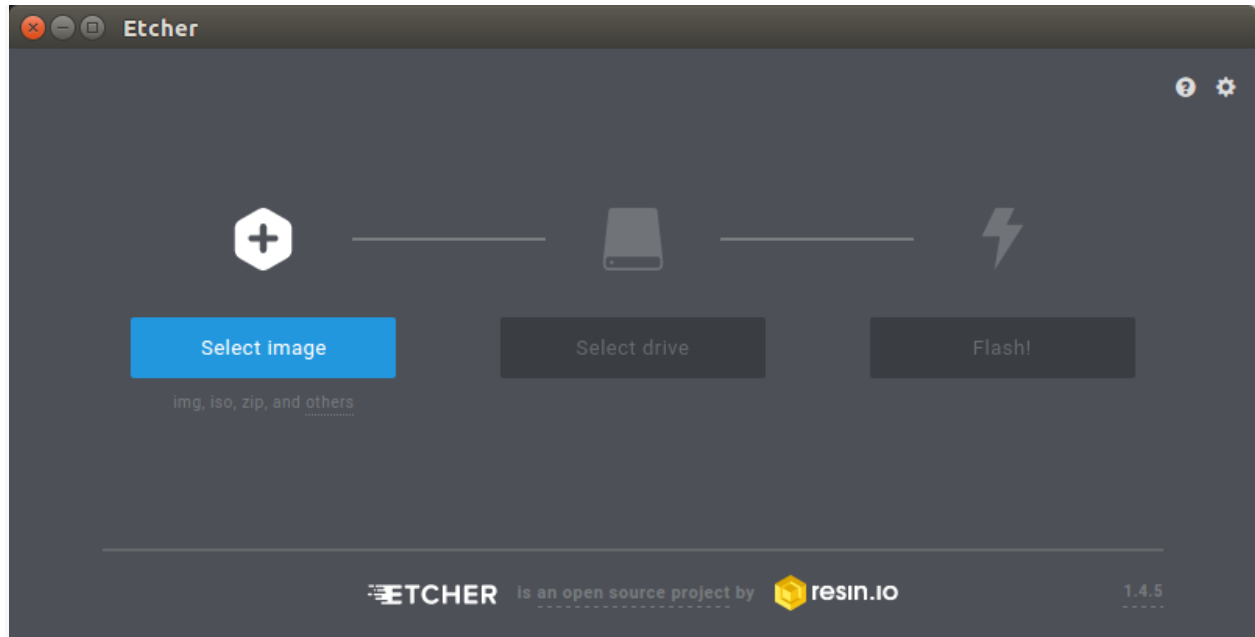 Etcher
Select image
Select drive
Flash!
img, iso, zip, and others
ETCHER is an open source project by resin.io
1.4.5